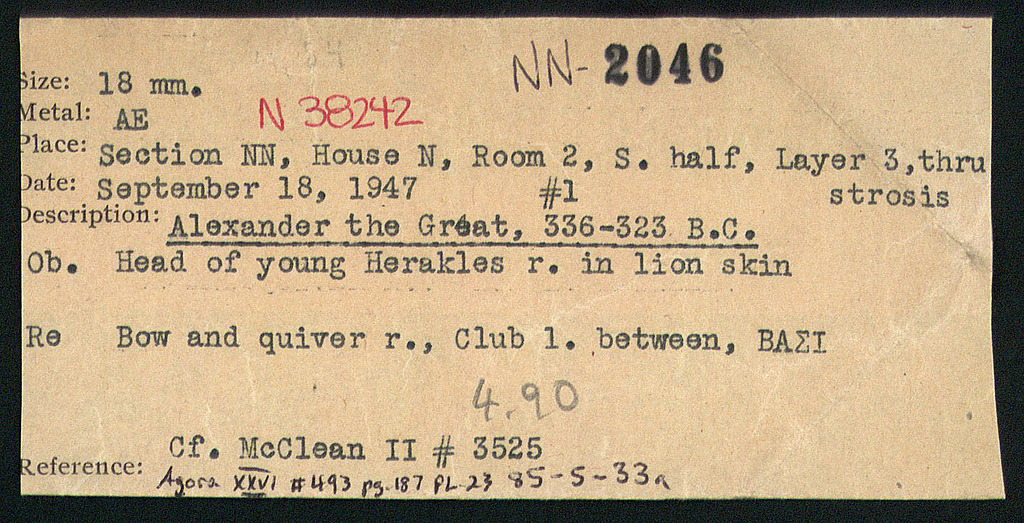 NN-2046
Size: 18 mm.
Metal: AE N 38242
Place: Section NN, House N, Room 2, S. half, Layer 3,thru
Date: September 18, 1947 #1 strosis
Description: Alexander the Great, 336-323 B.C.
Ob. Head of young Herakles r. in lion skin
Re Bow and quiver r., Club l. between, ΒΑΣΙ
4.90
Cf. McClean II # 3525
Reference: Agora XXVI #493 pg.187 PL 23 85-S-33a